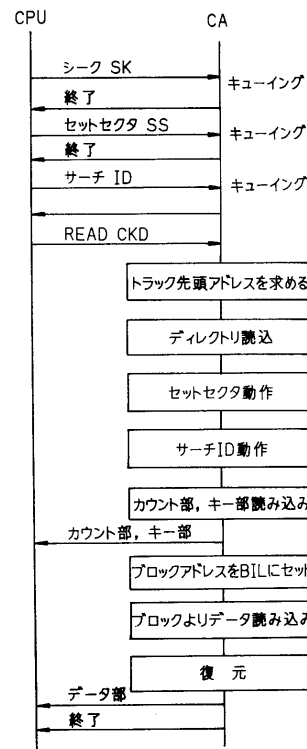 CPU CA
シーク SK
キューイング
終了
セットセクタ SS
キューイング
終了
サーチ ID
キューイング
READ CKD
トラック先頭アドレスを求める
ディレクトリ読込
セットセクタ動作
サーチID動作
カウント部,キー部読み込み
カウント部,キー部
ブロックアドレスをBILにセット
ブロックよりデータ読み込み
復 元
データ部
終了